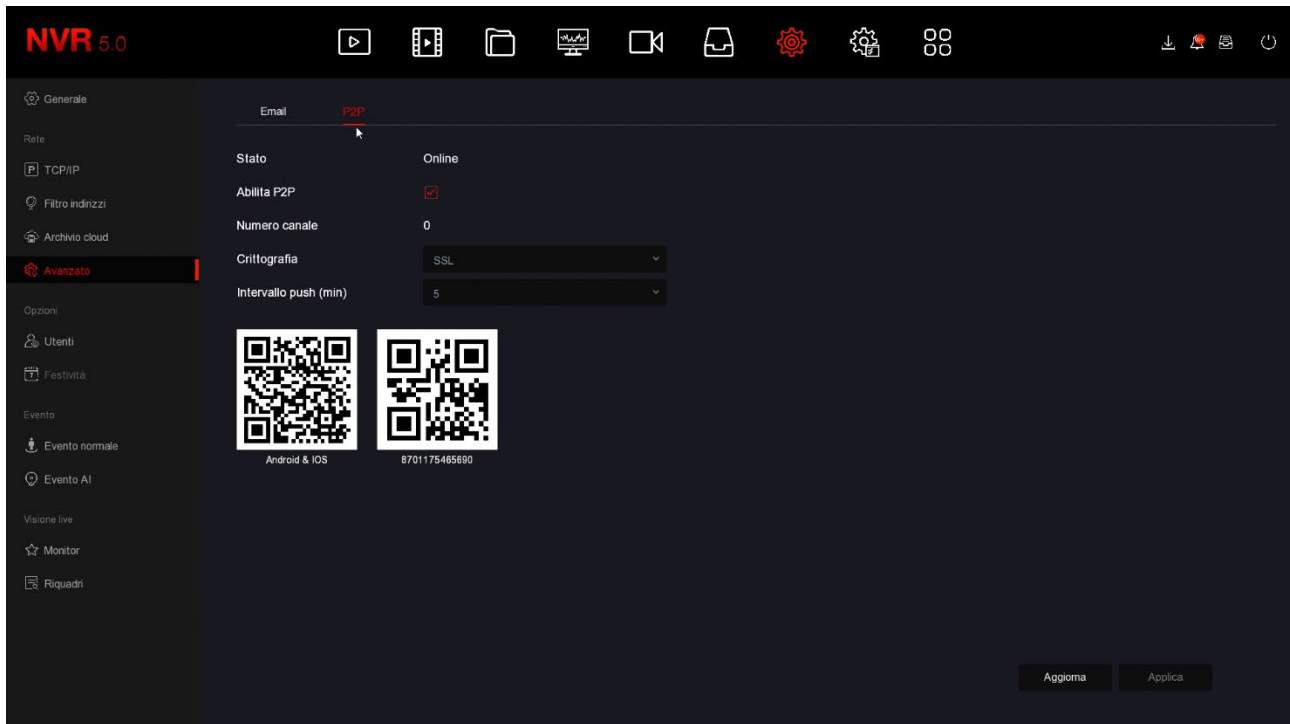 NVR 5.0
Generale
Rete
TCP/IP
Filtro indirizzi
Archivio cloud
Avanzato
Opzioni
Utenti
Festività
Evento
Evento normale
Evento AI
Visione live
Monitor
Riquadri
Email P2P
Stato Online
Abilita P2P
Numero canale 0
Crittografia SSL
Intervallo push (min) 5
Android & IOS 8701175465690
Aggiorna Applica